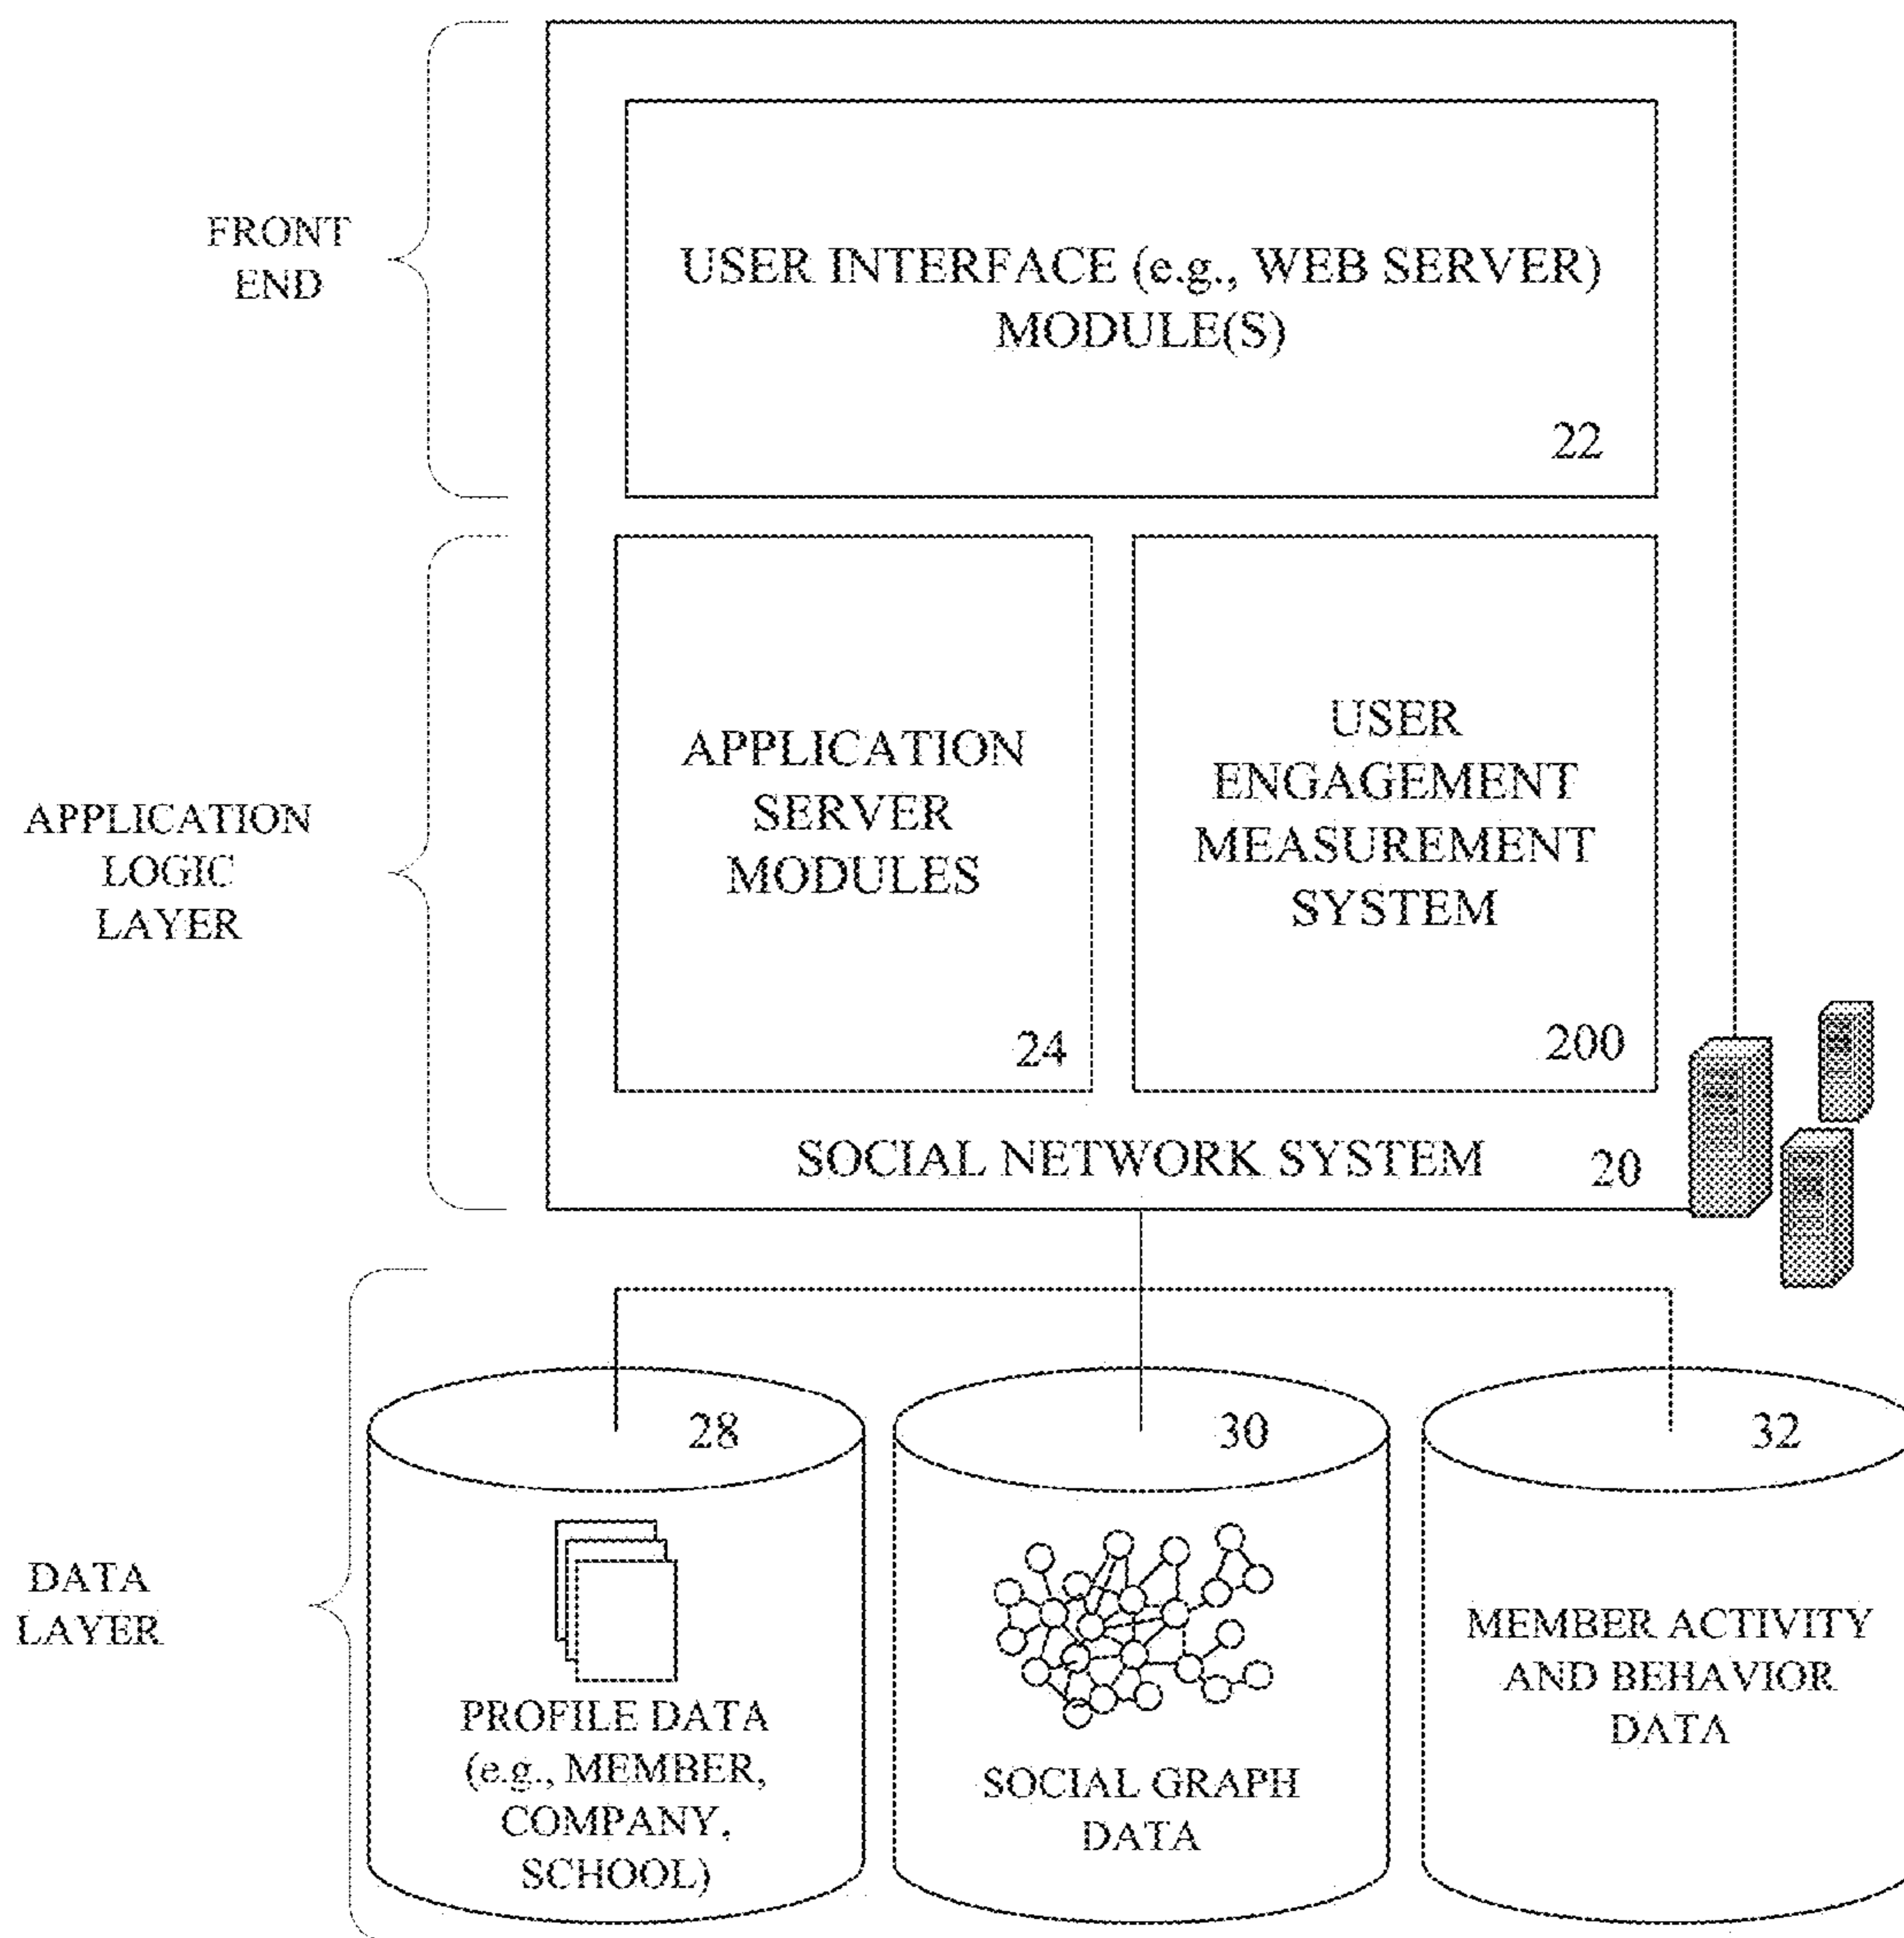 FRONT
END
USER INTERFACE (e.g., WEB SERVER)
MODULE(S)
22
APPLICATION
LOGIC
LAYER
APPLICATION
SERVER
MODULES
24
USER
ENGAGEMENT
MEASUREMENT
SYSTEM
200
SOCIAL NETWORK SYSTEM
20
DATA
LAYER
28
PROFILE DATA
(e.g., MEMBER,
COMPANY,
SCHOOL)
30
SOCIAL GRAPH
DATA
32
MEMBER ACTIVITY
AND BEHAVIOR
DATA